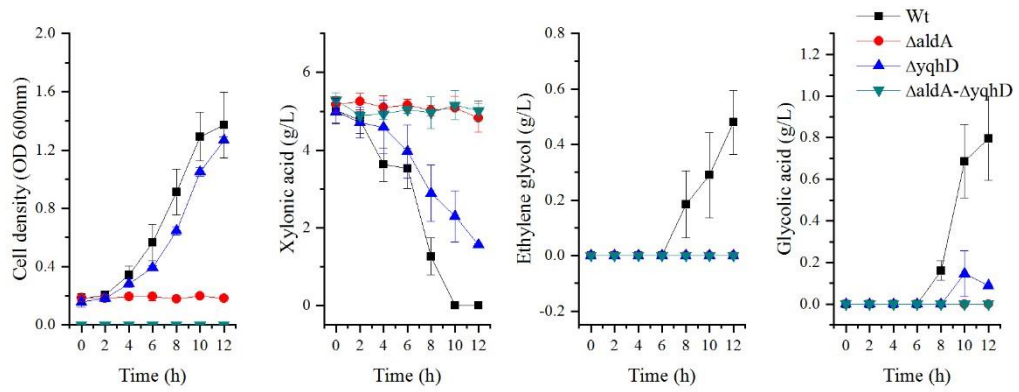 Wt
ΔaldA
ΔyqhD
ΔaldA-ΔyqhD
Cell density (OD 600nm)
2.0
1.6
1.2
0.8
0.4
0.0
0 2 4 6 8 10 12
Time (h)
Xylonic acid (g/L)
6
4
2
0
0 2 4 6 8 10 12
Time (h)
Ethylene glycol (g/L)
0.8
0.6
0.4
0.2
0.0
-0.2
0 2 4 6 8 10 12
Time (h)
Glycolic acid (g/L)
1.0
0.8
0.6
0.4
0.2
0.0
0 2 4 6 8 10 12
Time (h)